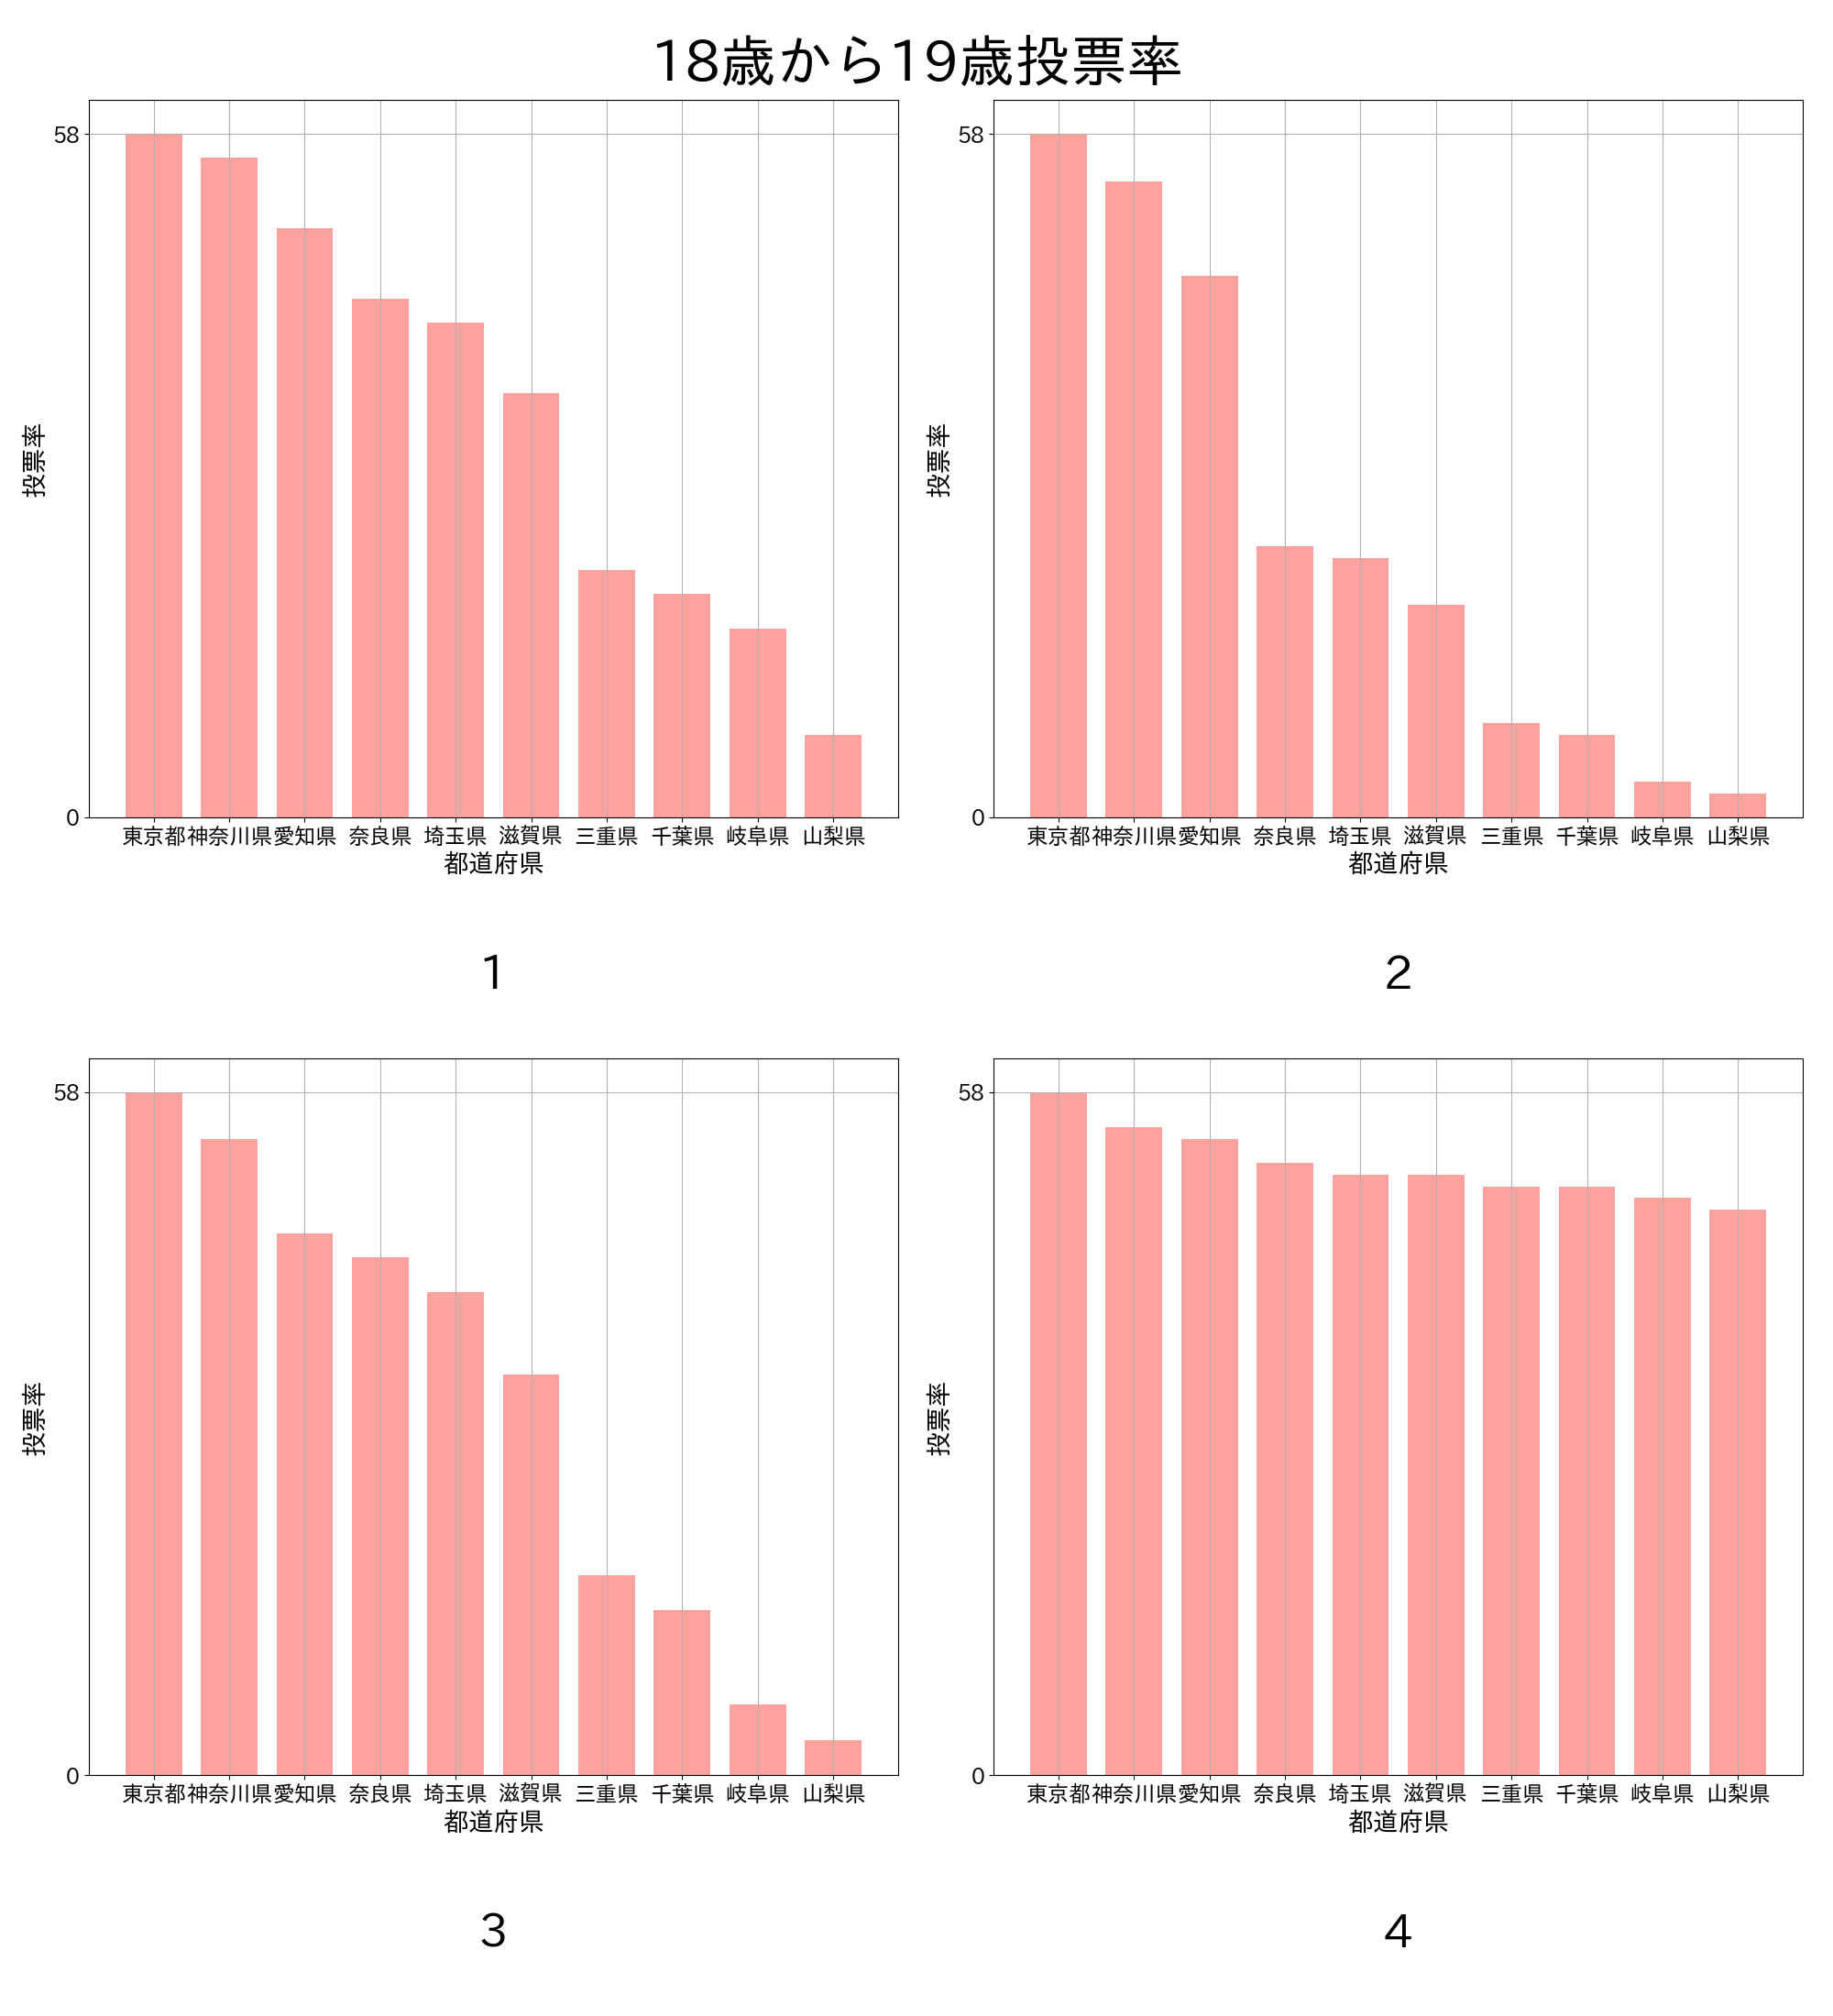 18歳から19歳投票率
58
0
投票率
東京都 神奈川県 愛知県 奈良県 埼玉県 滋賀県 三重県 千葉県 岐阜県 山梨県
都道府県
1
58
0
投票率
東京都 神奈川県 愛知県 奈良県 埼玉県 滋賀県 三重県 千葉県 岐阜県 山梨県
都道府県
2
58
0
投票率
東京都 神奈川県 愛知県 奈良県 埼玉県 滋賀県 三重県 千葉県 岐阜県 山梨県
都道府県
3
58
0
投票率
東京都 神奈川県 愛知県 奈良県 埼玉県 滋賀県 三重県 千葉県 岐阜県 山梨県
都道府県
4